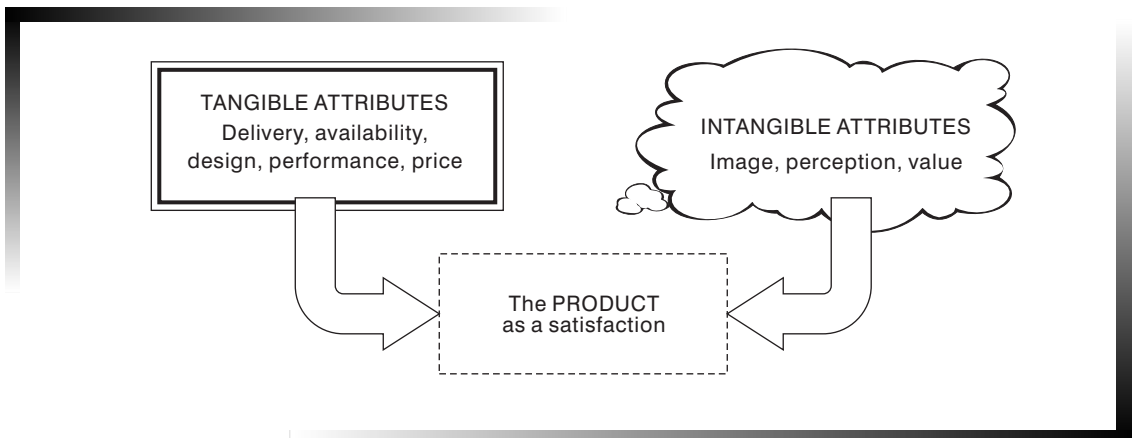 TANGIBLE ATTRIBUTES
Delivery, availability,
design, performance, price
INTANGIBLE ATTRIBUTES
Image, perception, value
The PRODUCT
as a satisfaction